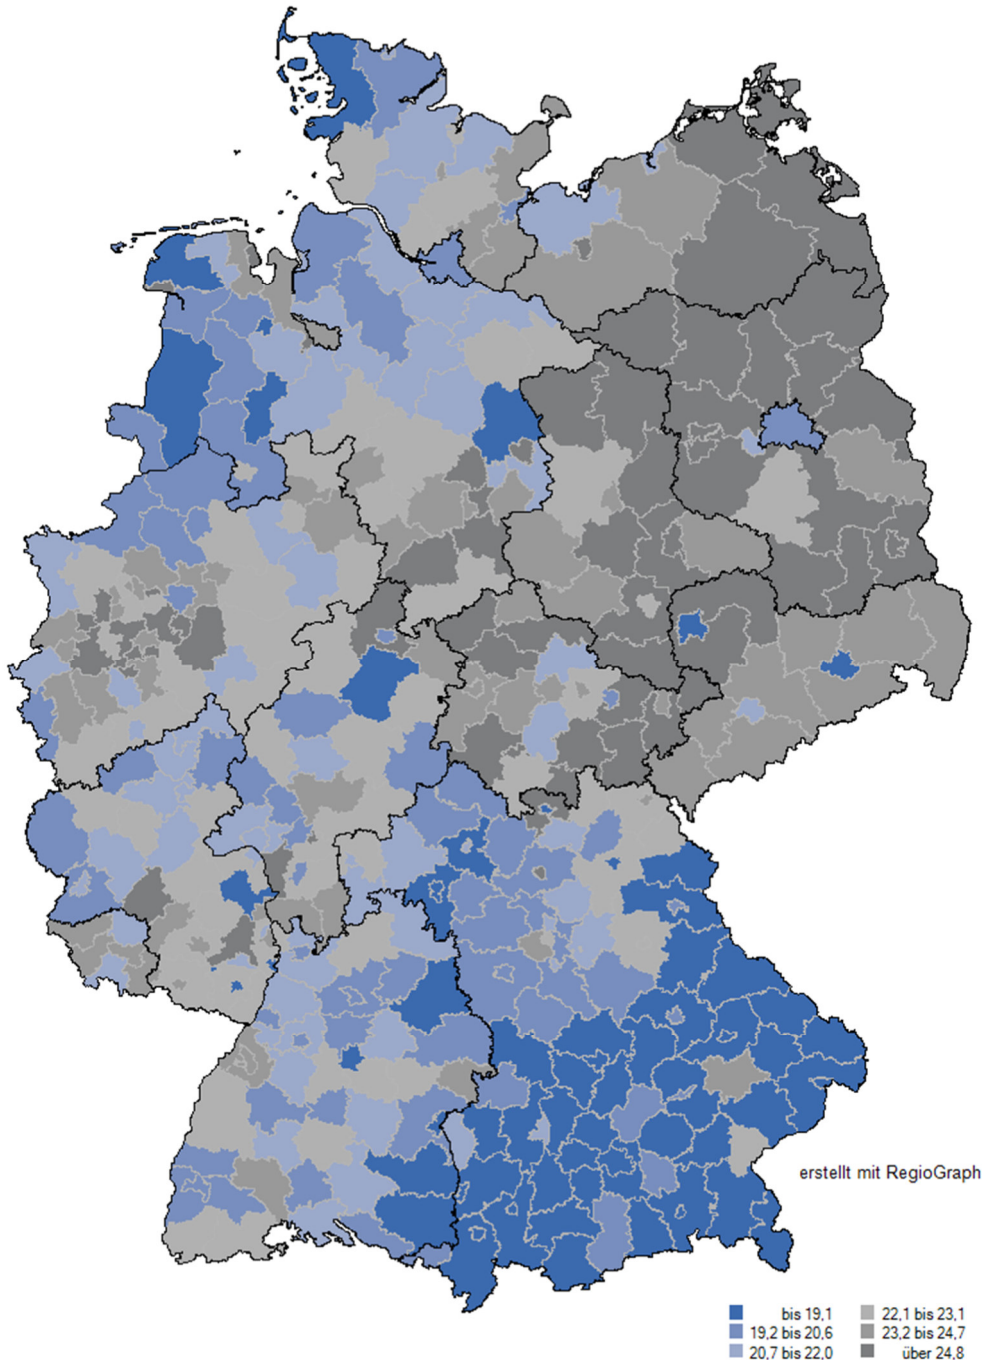 erstellt mit RegioGraph
bis 19,1
19,2 bis 20,6
20,7 bis 22,0
22,1 bis 23,1
23,2 bis 24,7
über 24,8